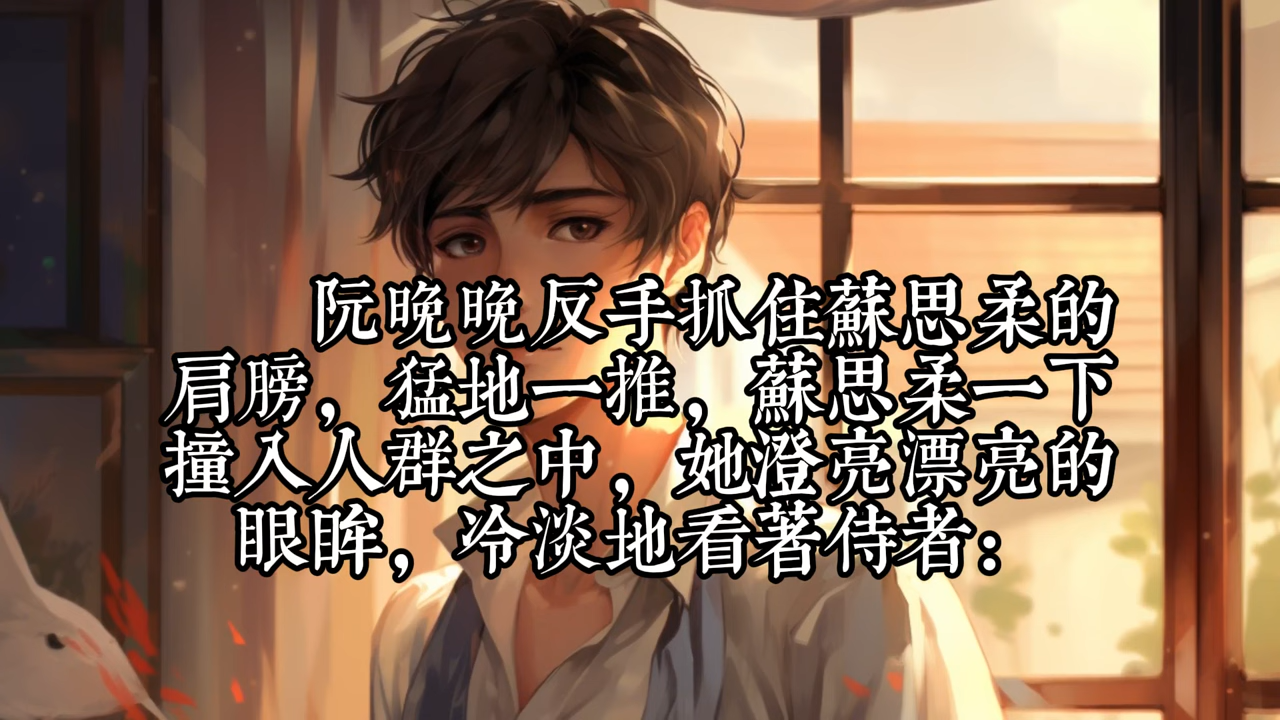 阮晚晚反手抓住蘇思柔的
肩膀，猛地一推，蘇思柔一下
撞入人群之中，她澄亮漂亮的
眼眸，冷淡地看著侍者：